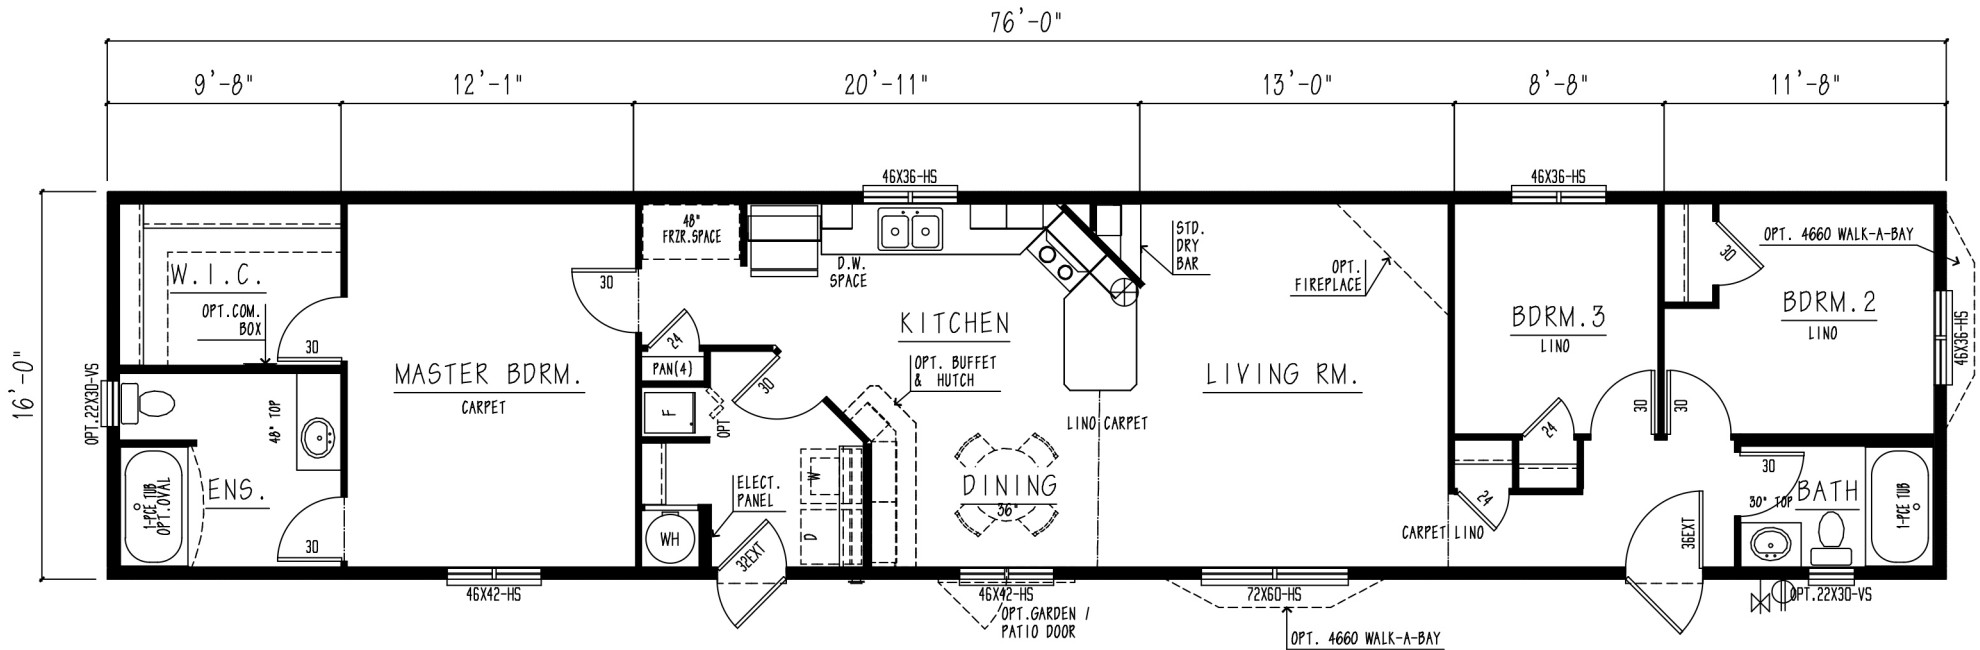 76'-0"
9'-8"
12'-1"
20'-11"
13'-0"
8'-8"
11'-8"
16'-0"
46X36-HS
46X36-HS
48"
FRZR.SPACE
D.W.
SPACE
STD.
DRY
BAR
OPT.
FIREPLACE
OPT. 4660 WALK-A-BAY
W.I.C.
OPT.COM.
BOX
30
30
30
30
KITCHEN
BDRM.3
LINO
BDRM.2
LINO
46X36-HS
24
PAN(4)
30
OPT. BUFFET
& HUTCH
MASTER BDRM.
CARPET
LIVING RM.
OPT.22X30-VS
48" TOP
F
OPT
LINO CARPET
30
30
24
1-PCE TUB
OPT.OVAL
ENS.
30
ELECT.
PANEL
W
D
WH
32EXT
DINING
36"
24
CARPET LINO
36EXT
30
30" TOP
BATH
1-PCE TUB
46X42-HS
46X42-HS
OPT.GARDEN /
PATIO DOOR
72X60-HS
OPT. 4660 WALK-A-BAY
OPT.22X30-VS